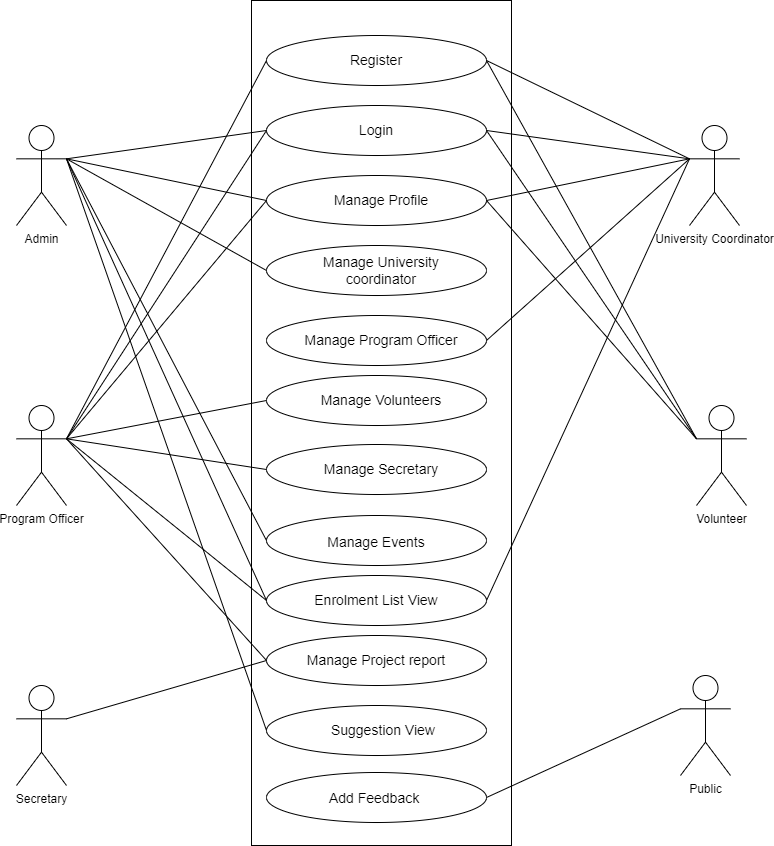 Register
Login
Manage Profile
Admin
University Coordinator
Manage University
coordinator
Manage Program Officer
Manage Volunteers
Manage Secretary
Program Officer
Volunteer
Manage Events
Enrolment List View
Manage Project report
Suggestion View
Secretary
Public
Add Feedback